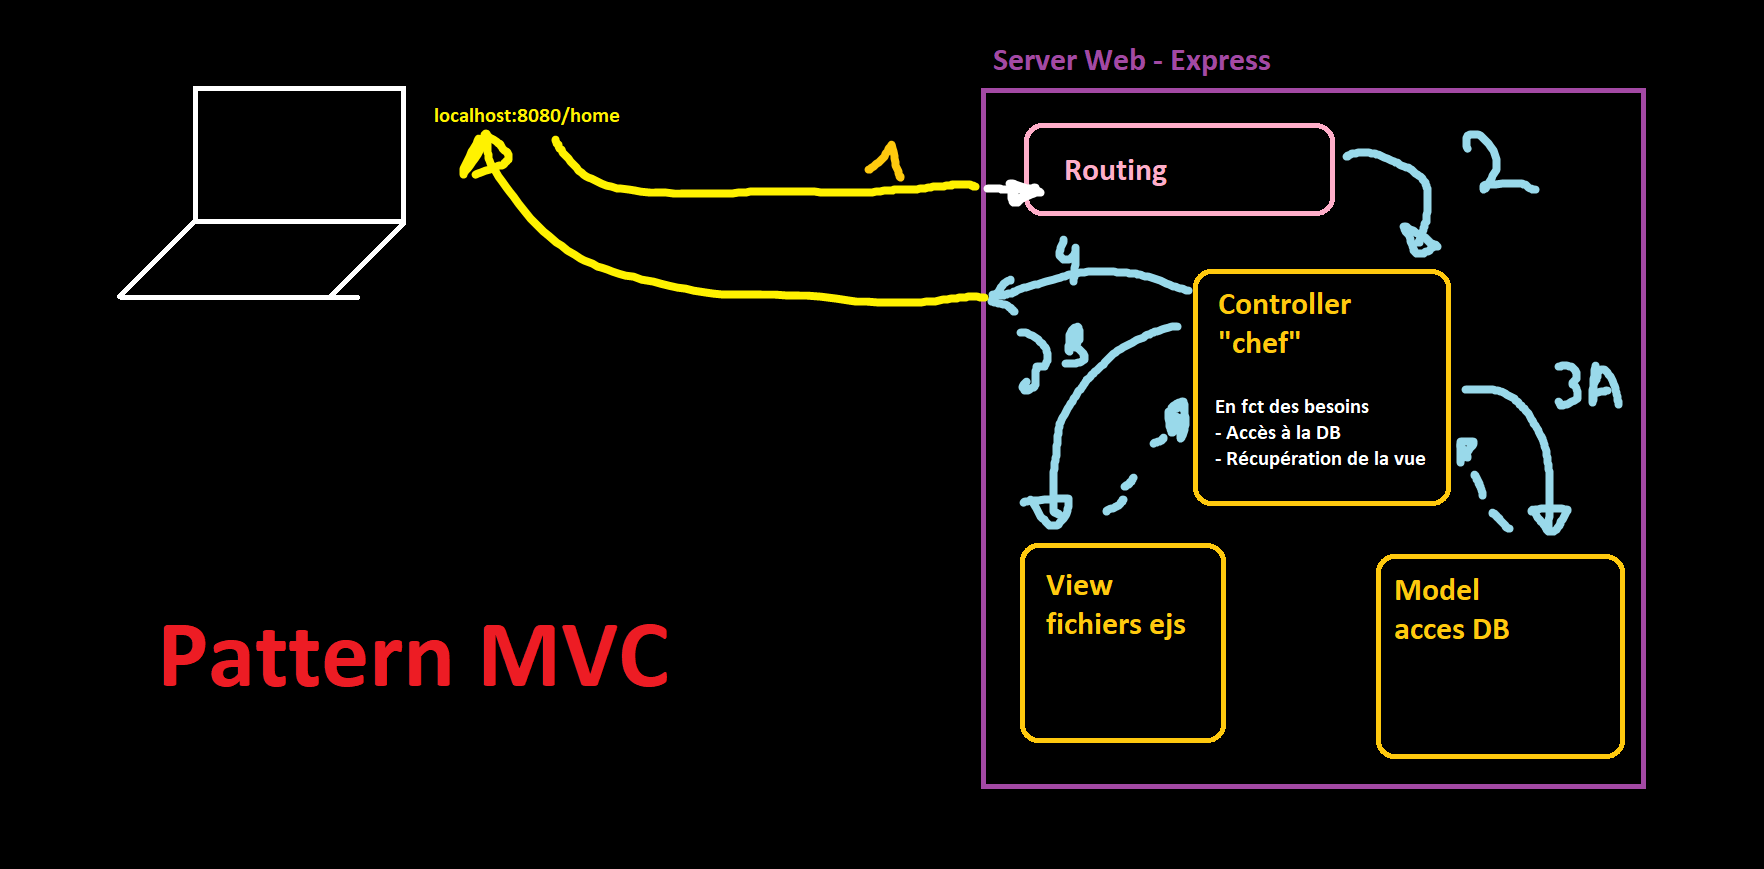 Server Web - Express
localhost:8080/home
1
Routing
2
4
Controller
"chef"
3B
3A
En fct des besoins
- Accès à la DB
- Récupération de la vue
View
fichiers ejs
Model
acces DB
Pattern MVC